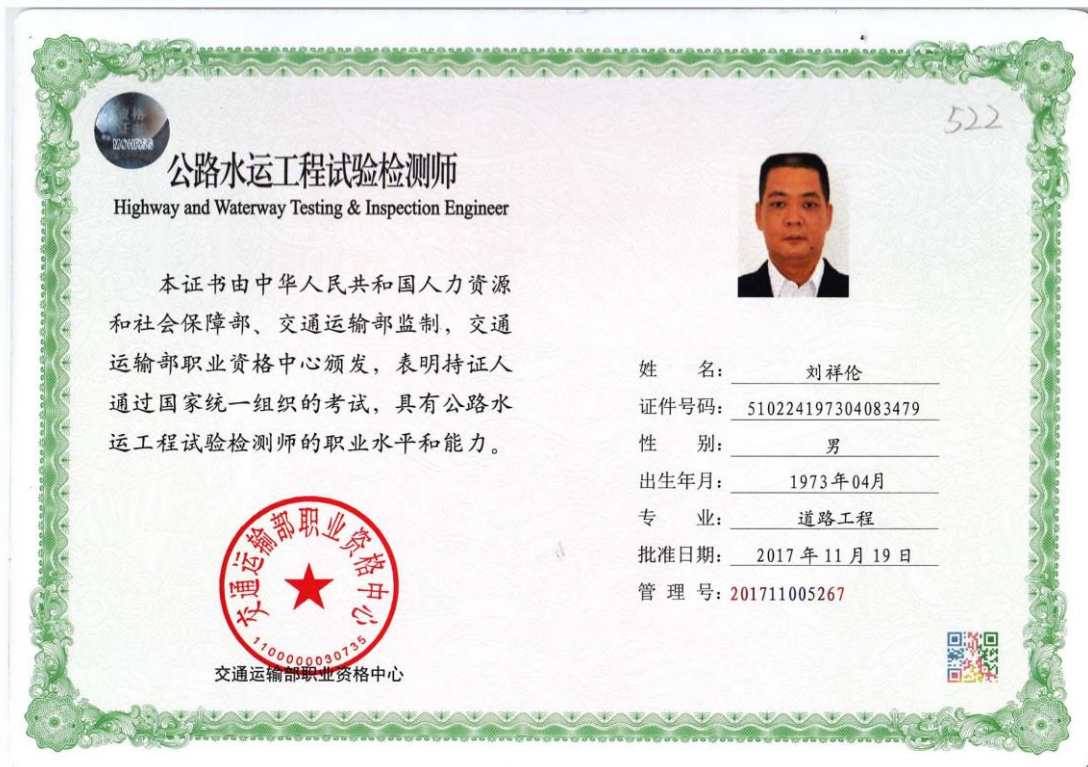 资格
证书
MOHRSS
522
公路水运工程试验检测师
Highway and Waterway Testing & Inspection Engineer
本证书由中华人民共和国人力资源
和社会保障部、交通运输部监制，交通
运输部职业资格中心颁发，表明持证人
通过国家统一组织的考试，具有公路水
运工程试验检测师的职业水平和能力。
姓 名： 刘祥伦
证件号码： 510224197304083479
性 别： 男
出生年月： 1973年04月
专 业： 道路工程
批准日期： 2017年11月19日
管 理 号：201711005267
交通运输部职业资格中心
1100000030735
交通运输部职业资格中心